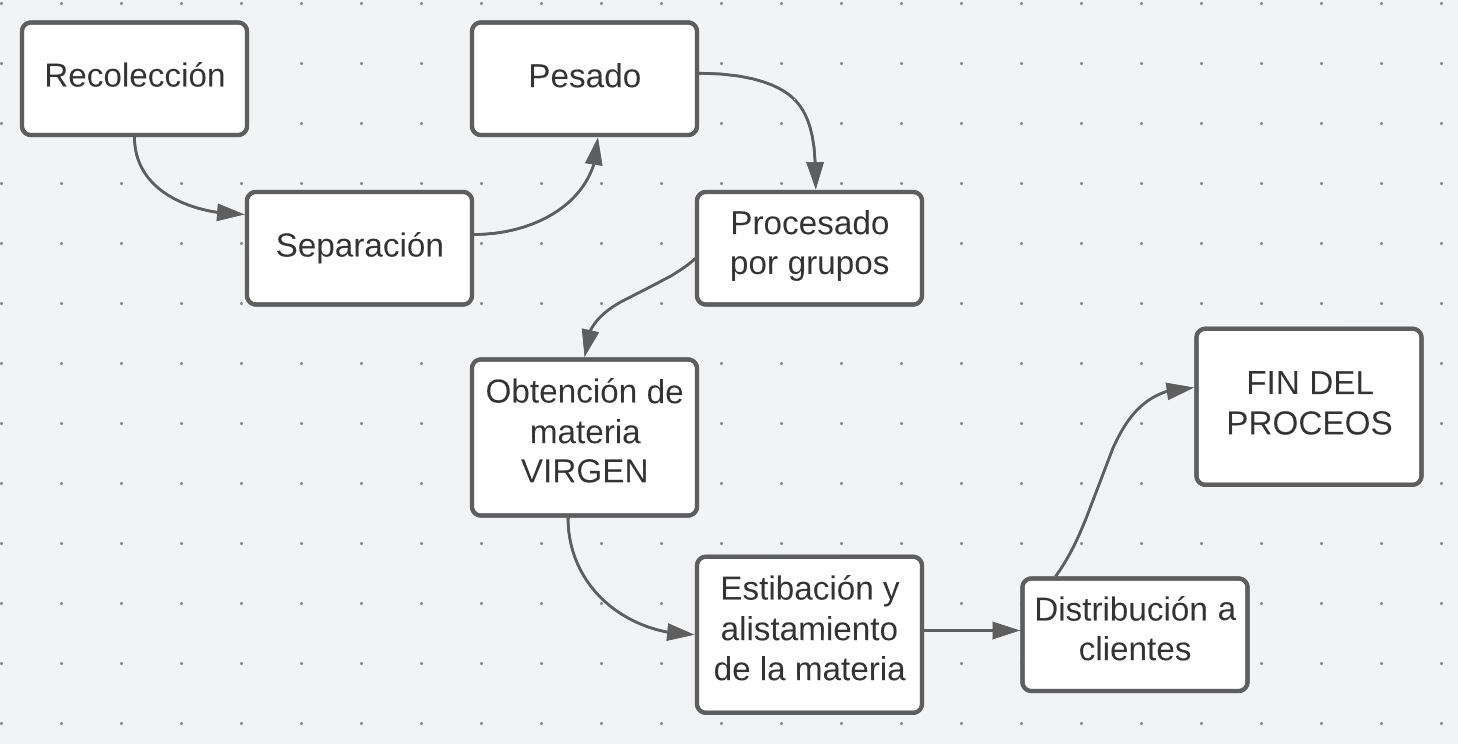 Recolección
Separación
Pesado
Procesado
por grupos
Obtención de
materia
VIRGEN
Estibación y
alistamiento
de la materia
Distribución a
clientes
FIN DEL
PROCEOS